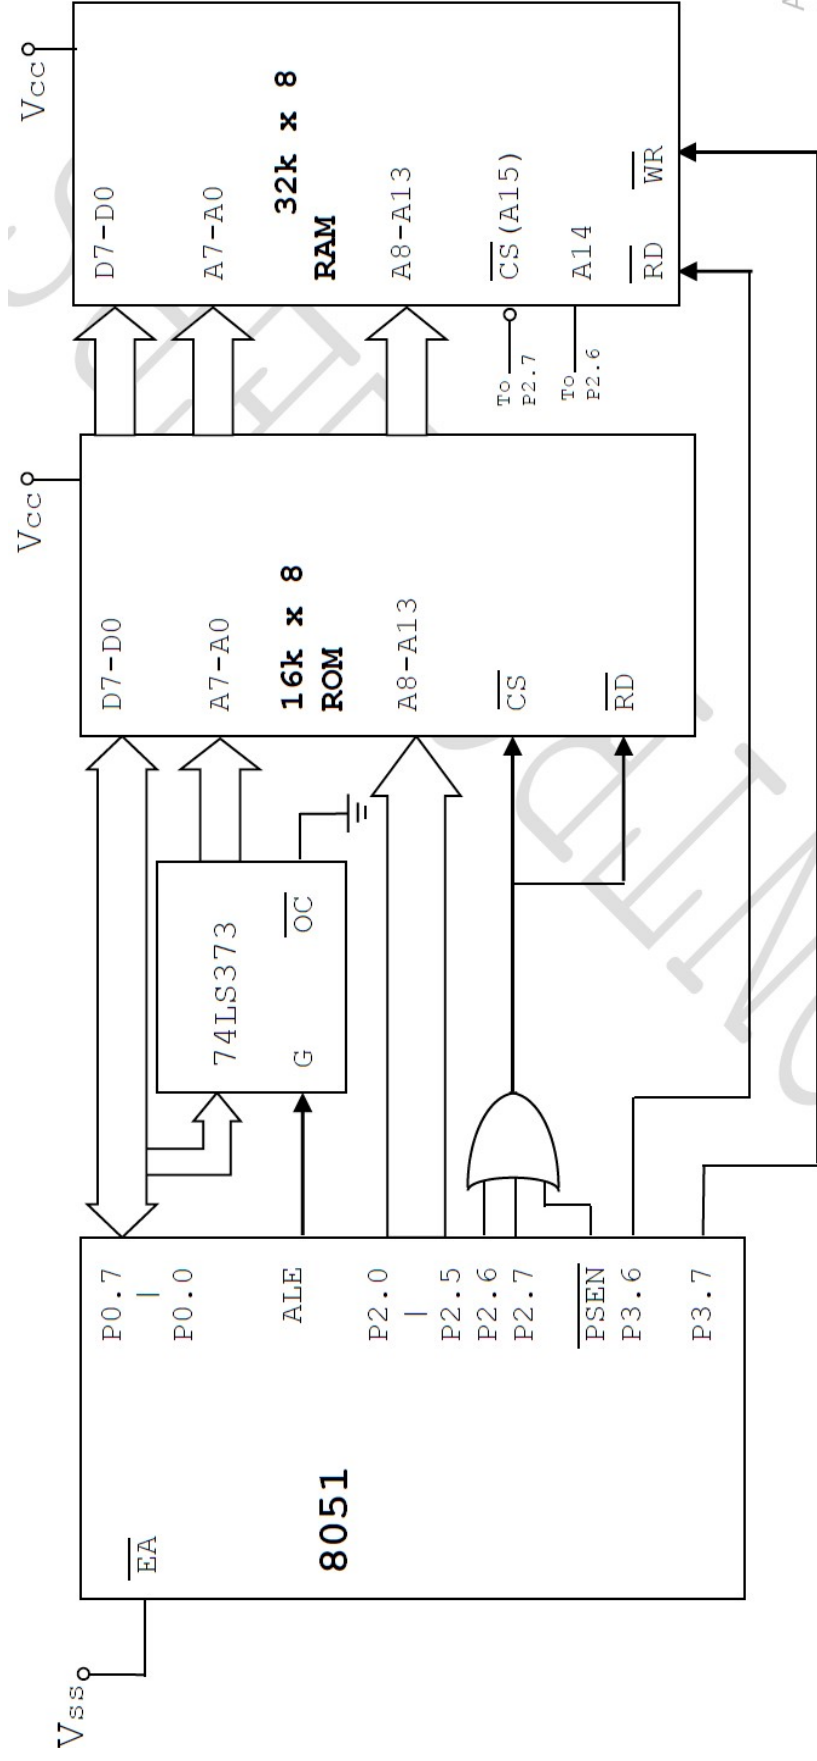 Vss
EA
8051
P0.7
|
P0.0
ALE
P2.0
|
P2.5
P2.6
P2.7
PSEN
P3.6
P3.7
74LS373
G
OC
Vcc
D7-D0
A7-A0
16k x 8
ROM
A8-A13
CS
RD
Vcc
D7-D0
A7-A0
32k x 8
RAM
A8-A13
CS(A15)
A14
RD
WR
To
P2.7
To
P2.6